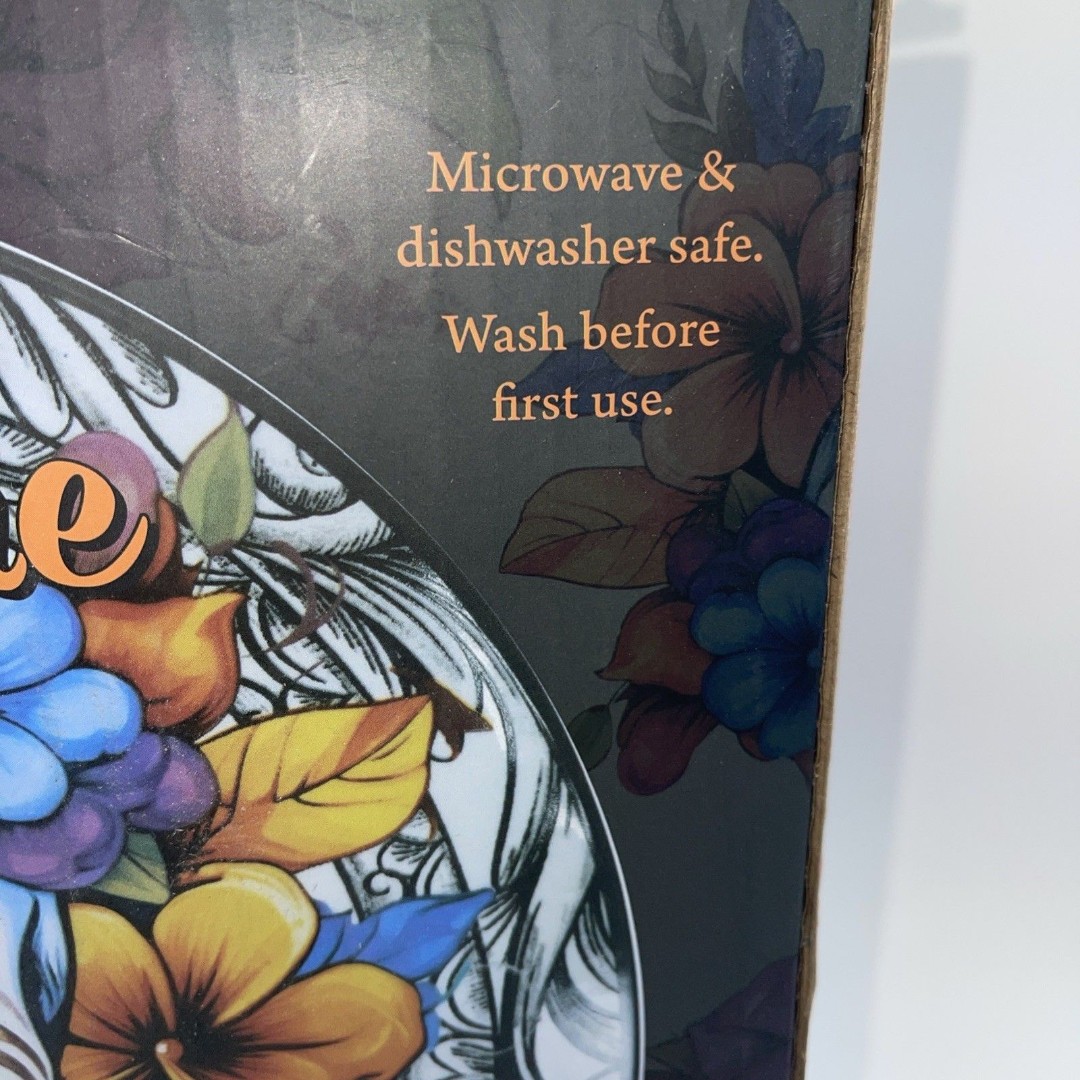 Microwave &
dishwasher safe.
Wash before
first use.
e